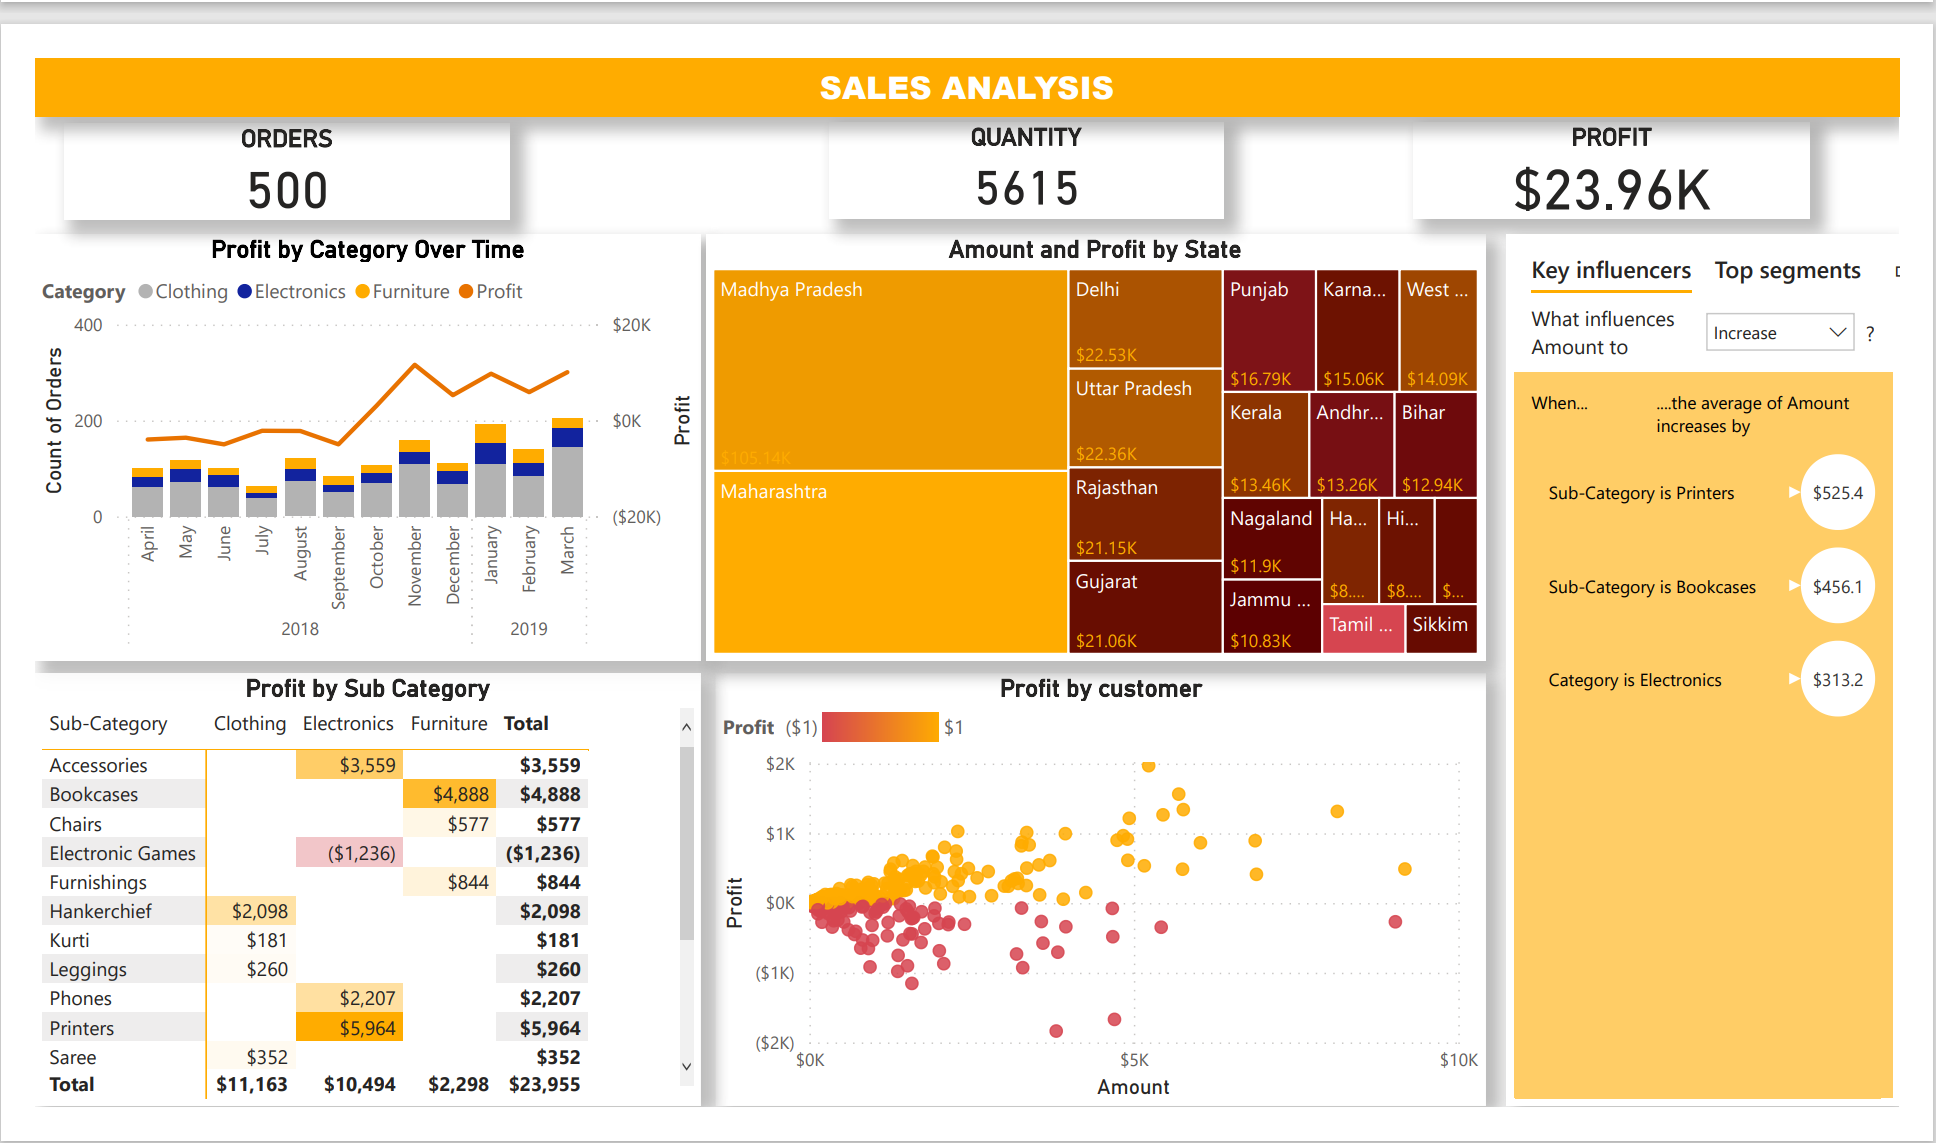 SALES ANALYSIS
ORDERS
500
QUANTITY
5615
PROFIT
$23.96K
Profit by Category Over Time
Category Clothing Electronics Furniture Profit
400
200
0
$20K
$0K
($20K)
Count of Orders
Profit
April
May
June
July
August
September
October
November
December
January
February
March
2018
2019
Amount and Profit by State
Madhya Pradesh
$105.14K
Maharashtra
Delhi
$22.53K
Uttar Pradesh
$22.36K
Rajasthan
$21.15K
Gujarat
$21.06K
Punjab
$16.79K
Karna...
$15.06K
West ...
$14.09K
Kerala
$13.46K
Andhr...
$13.26K
Bihar
$12.94K
Nagaland
$11.9K
Ha...
$8....
Hi...
$8....
$...
Jammu ...
$10.83K
Tamil ...
Sikkim
Key influencers Top segments
What influences
Amount to
Increase
?
When...
....the average of Amount
increases by
Sub-Category is Printers
$525.4
Sub-Category is Bookcases
$456.1
Category is Electronics
$313.2
Profit by Sub Category
Sub-Category Clothing Electronics Furniture Total
Accessories $3,559 $3,559
Bookcases $4,888 $4,888
Chairs $577 $577
Electronic Games ($1,236) ($1,236)
Furnishings $844 $844
Hankerchief $2,098 $2,098
Kurti $181 $181
Leggings $260 $260
Phones $2,207 $2,207
Printers $5,964 $5,964
Saree $352 $352
Total $11,163 $10,494 $2,298 $23,955
Profit by customer
Profit ($1) $1
$2K
$1K
$0K
($1K)
($2K)
Profit
$0K
$5K
$10K
Amount